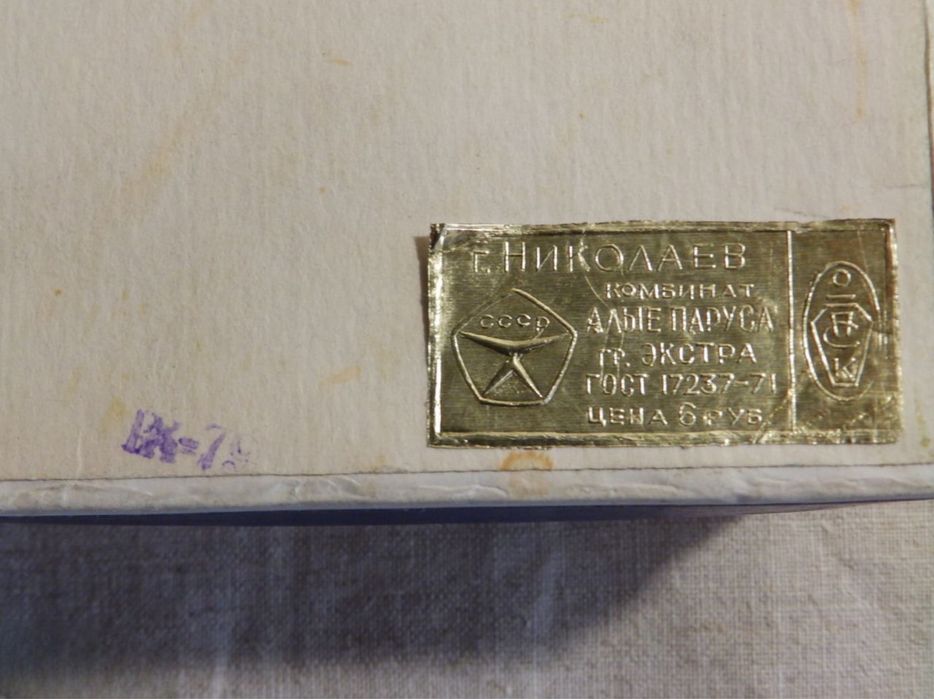 г. НИКОЛАЕВ
КОМБИНАТ
СССР
АЛЫЕ ПАРУСА
гр. ЭКСТРА
ГОСТ 17237-71
ЦЕНА 6 РУБ.
О
К